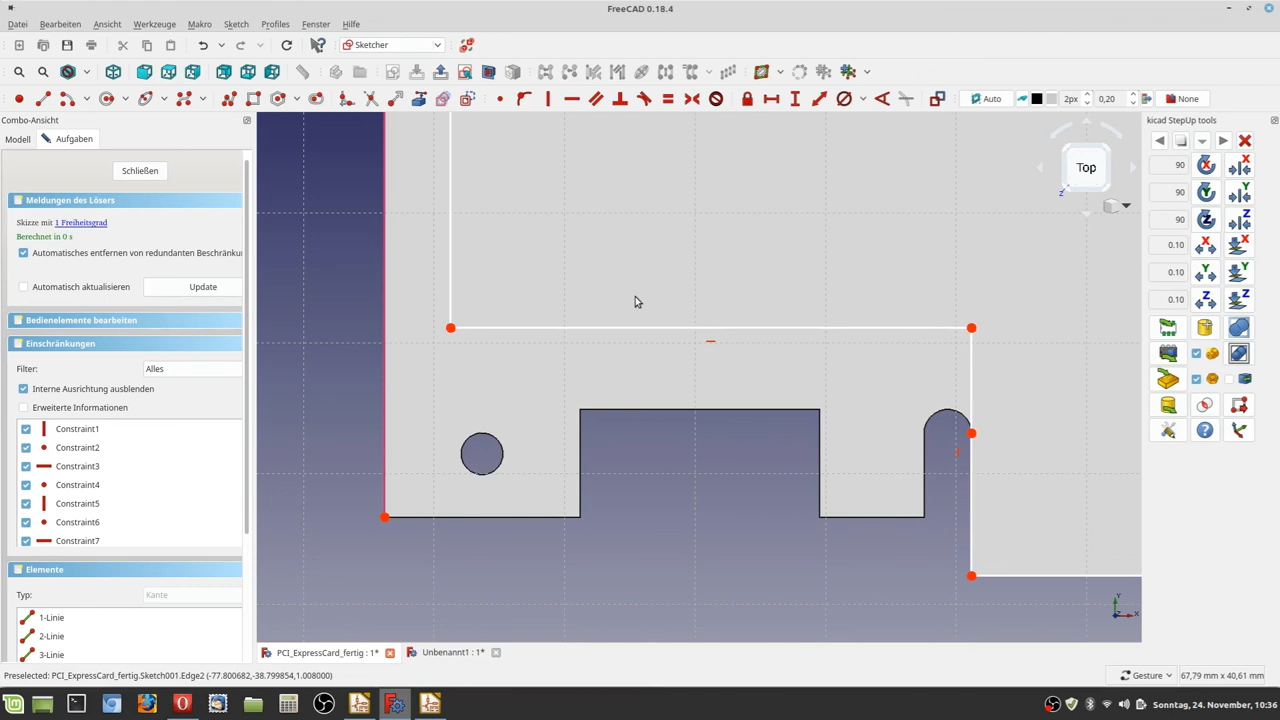 FreeCAD 0.18.4
Datei Bearbeiten Ansicht Werkzeuge Makro Sketch Profiles Fenster Hilfe
Sketcher
Auto 2px 0,20 None
Combo-Ansicht
Modell Aufgaben
Schließen
Meldungen des Lösers
Skizze mit 1 Freiheitsgrad
Berechnet in 0 s
Automatisches entfernen von redundanten Beschränku
Automatisch aktualisieren Update
Bedienelemente bearbeiten
Einschränkungen
Filter: Alles
Interne Ausrichtung ausblenden
Erweiterte Informationen
Constraint1
Constraint2
Constraint3
Constraint4
Constraint5
Constraint6
Constraint7
Elemente
Typ: Kante
1-Linie
2-Linie
3-Linie
Top
Z
Y
X
kicad StepUp tools
90 X X
90 Y Y
90 Z Z
0.10 X X
0.10 Y Y
0.10 Z Z
PCI_ExpressCard_fertig : 1* Unbenannt1 : 1*
Preselected: PCI_ExpressCard_fertig.Sketch001.Edge2 (-77.800682,-38.799854,1.008000)
Gesture 67,79 mm x 40,61 mm
Sonntag, 24. November, 10:36